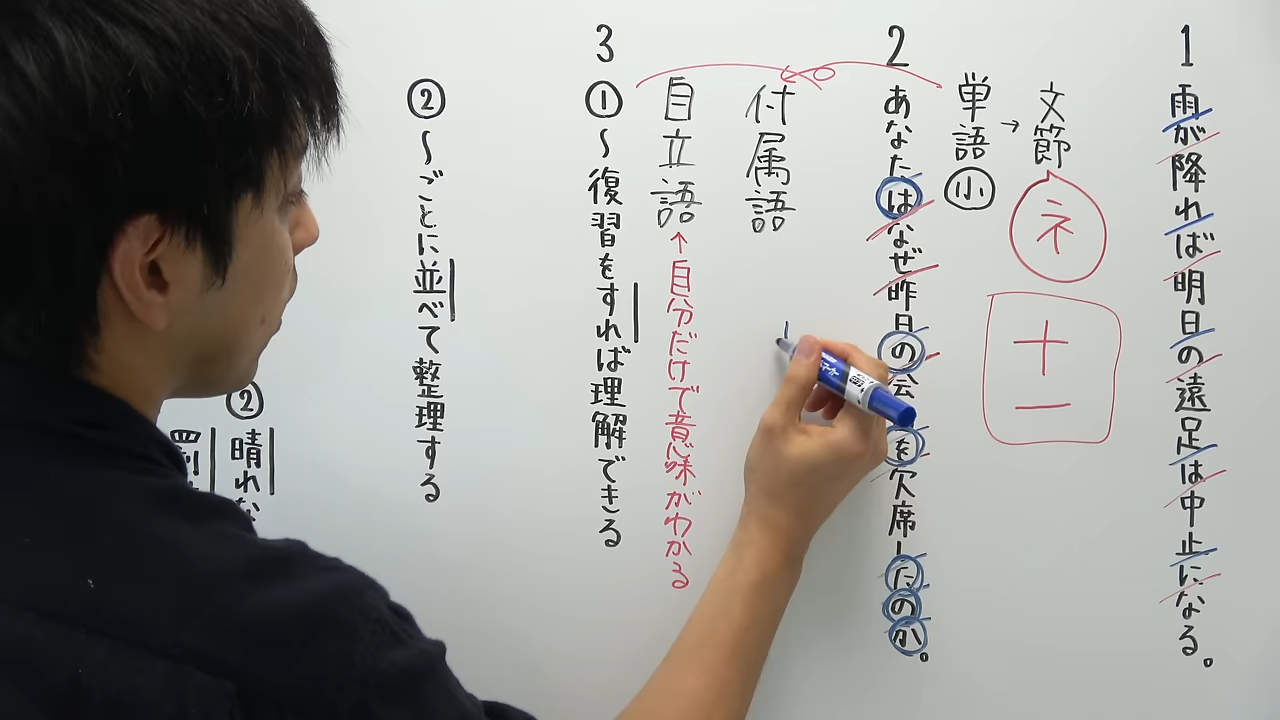 1
雨が降れば明日の遠足は中止になる。
文節
ネ
十
一
→
単語
小
2
あなたはなぜ昨日の会を欠席したのか。
付属語
自立語
↑自分だけで意味がわかる
3
①〜復習をすれば理解できる
②〜ごとに並べて整理する
②晴れな